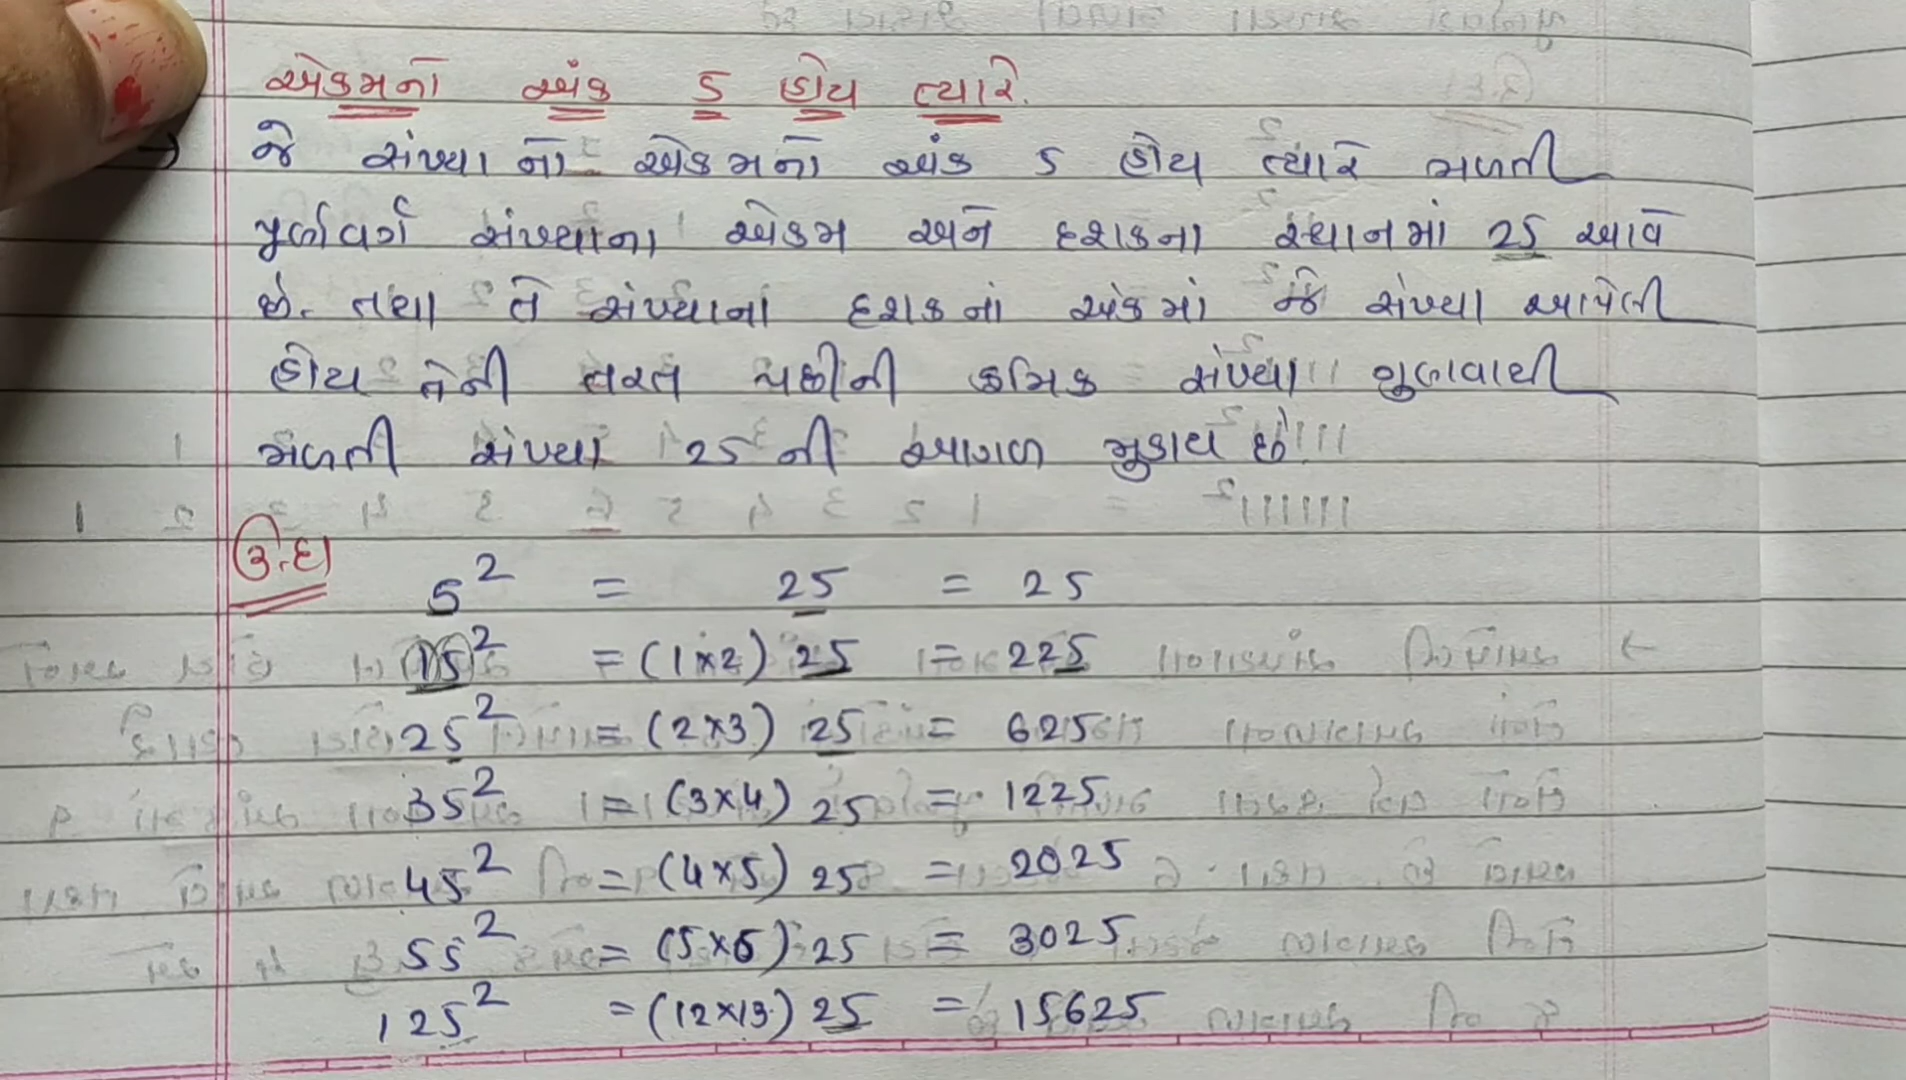 એકમનો અંક 5 હોય ત્યારે.
→ જે સંખ્યા નો એકમનો અંક 5 હોય ત્યારે મળતી
પૂર્ણવર્ગ સંખ્યાના એકમ અને દશકના સ્થાનમાં 25 આવે
છે. તથા તે સંખ્યાનાં દશકનાં અંકમાં જે સંખ્યા આપેલી
હોય તેની તરત પછીની ક્રમિક સંખ્યા ગુણવાથી
મળતી સંખ્યા 25 ની આગળ મુકાય છે.
ઉ.દા
5² = 25 = 25
15² = (1×2) 25 = 225
25² = (2×3) 25 = 625
35² = (3×4) 25 = 1225
45² = (4×5) 25 = 2025
55² = (5×6) 25 = 3025
125² = (12×13) 25 = 15625